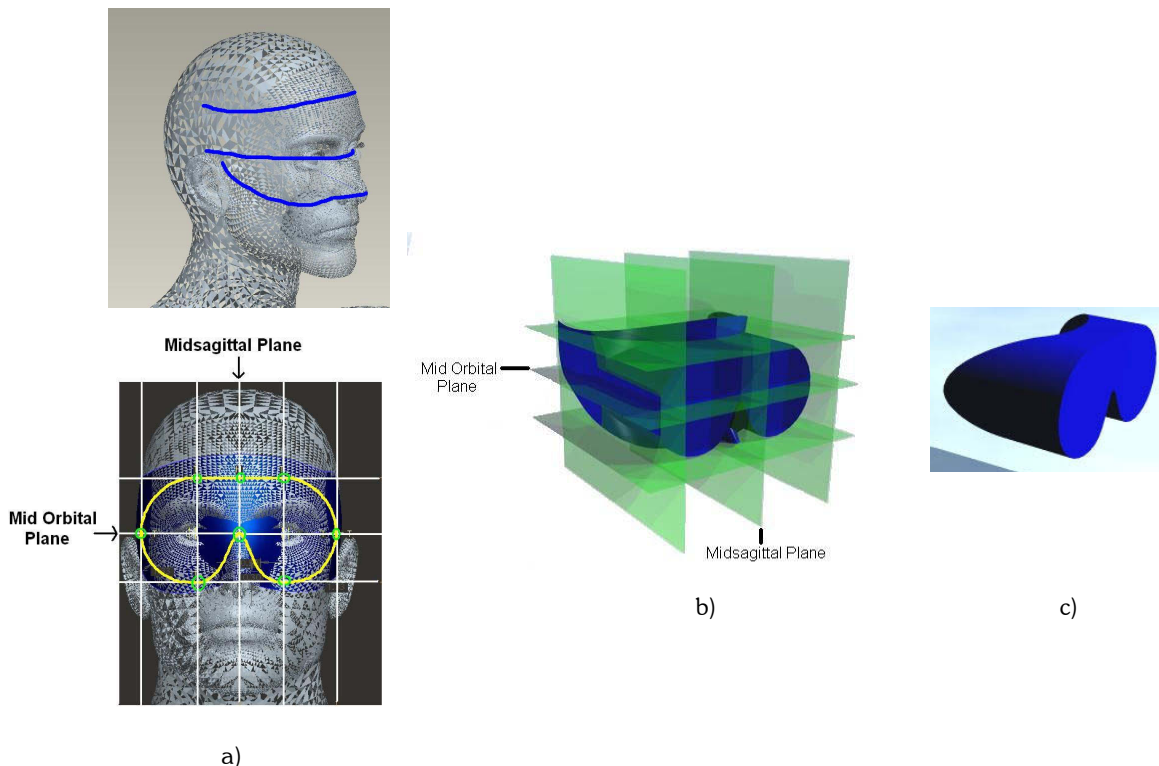 Midsagittal Plane
Mid Orbital
Plane
Mid Orbital
Plane
Midsagittal Plane
b)
c)
a)